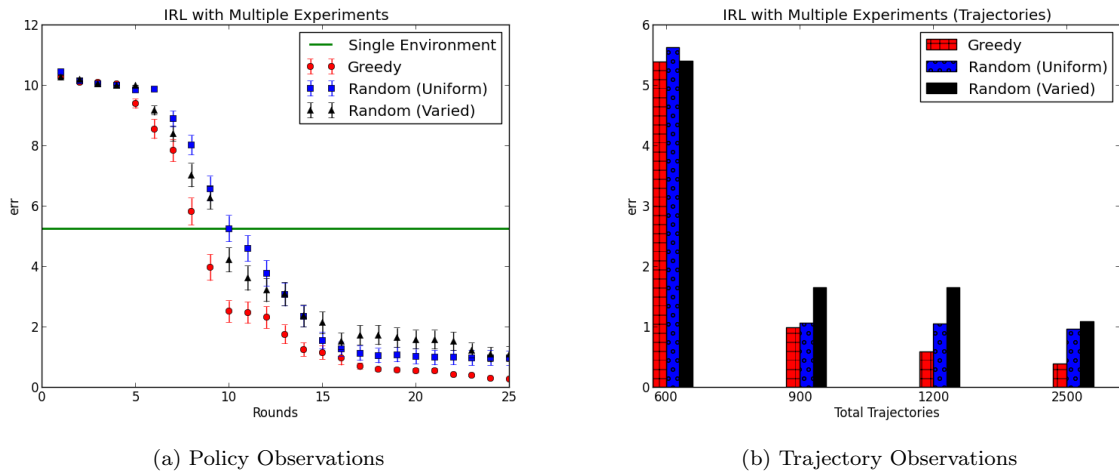 IRL with Multiple Experiments
12
10
8
6
4
2
0
err
Single Environment
Greedy
Random (Uniform)
Random (Varied)
0 5 10 15 20 25
Rounds
(a) Policy Observations
IRL with Multiple Experiments (Trajectories)
6
5
4
3
2
1
0
err
Greedy
Random (Uniform)
Random (Varied)
600 900 1200 2500
Total Trajectories
(b) Trajectory Observations